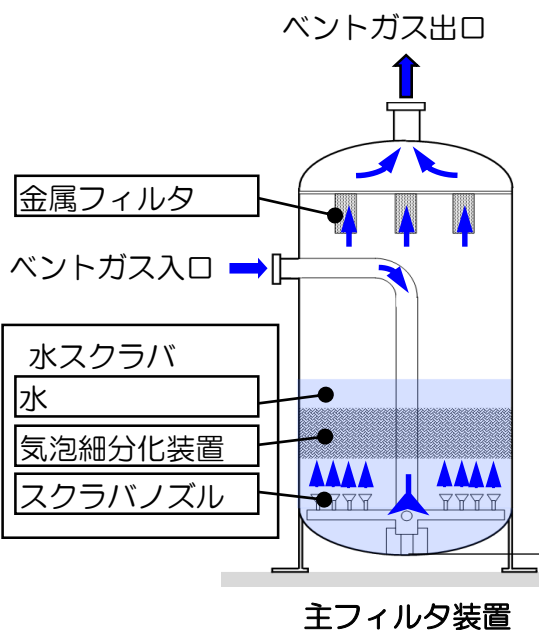 ベントガス出口
金属フィルタ
ベントガス入口
水スクラバ
水
気泡細分化装置
スクラバノズル
主フィルタ装置